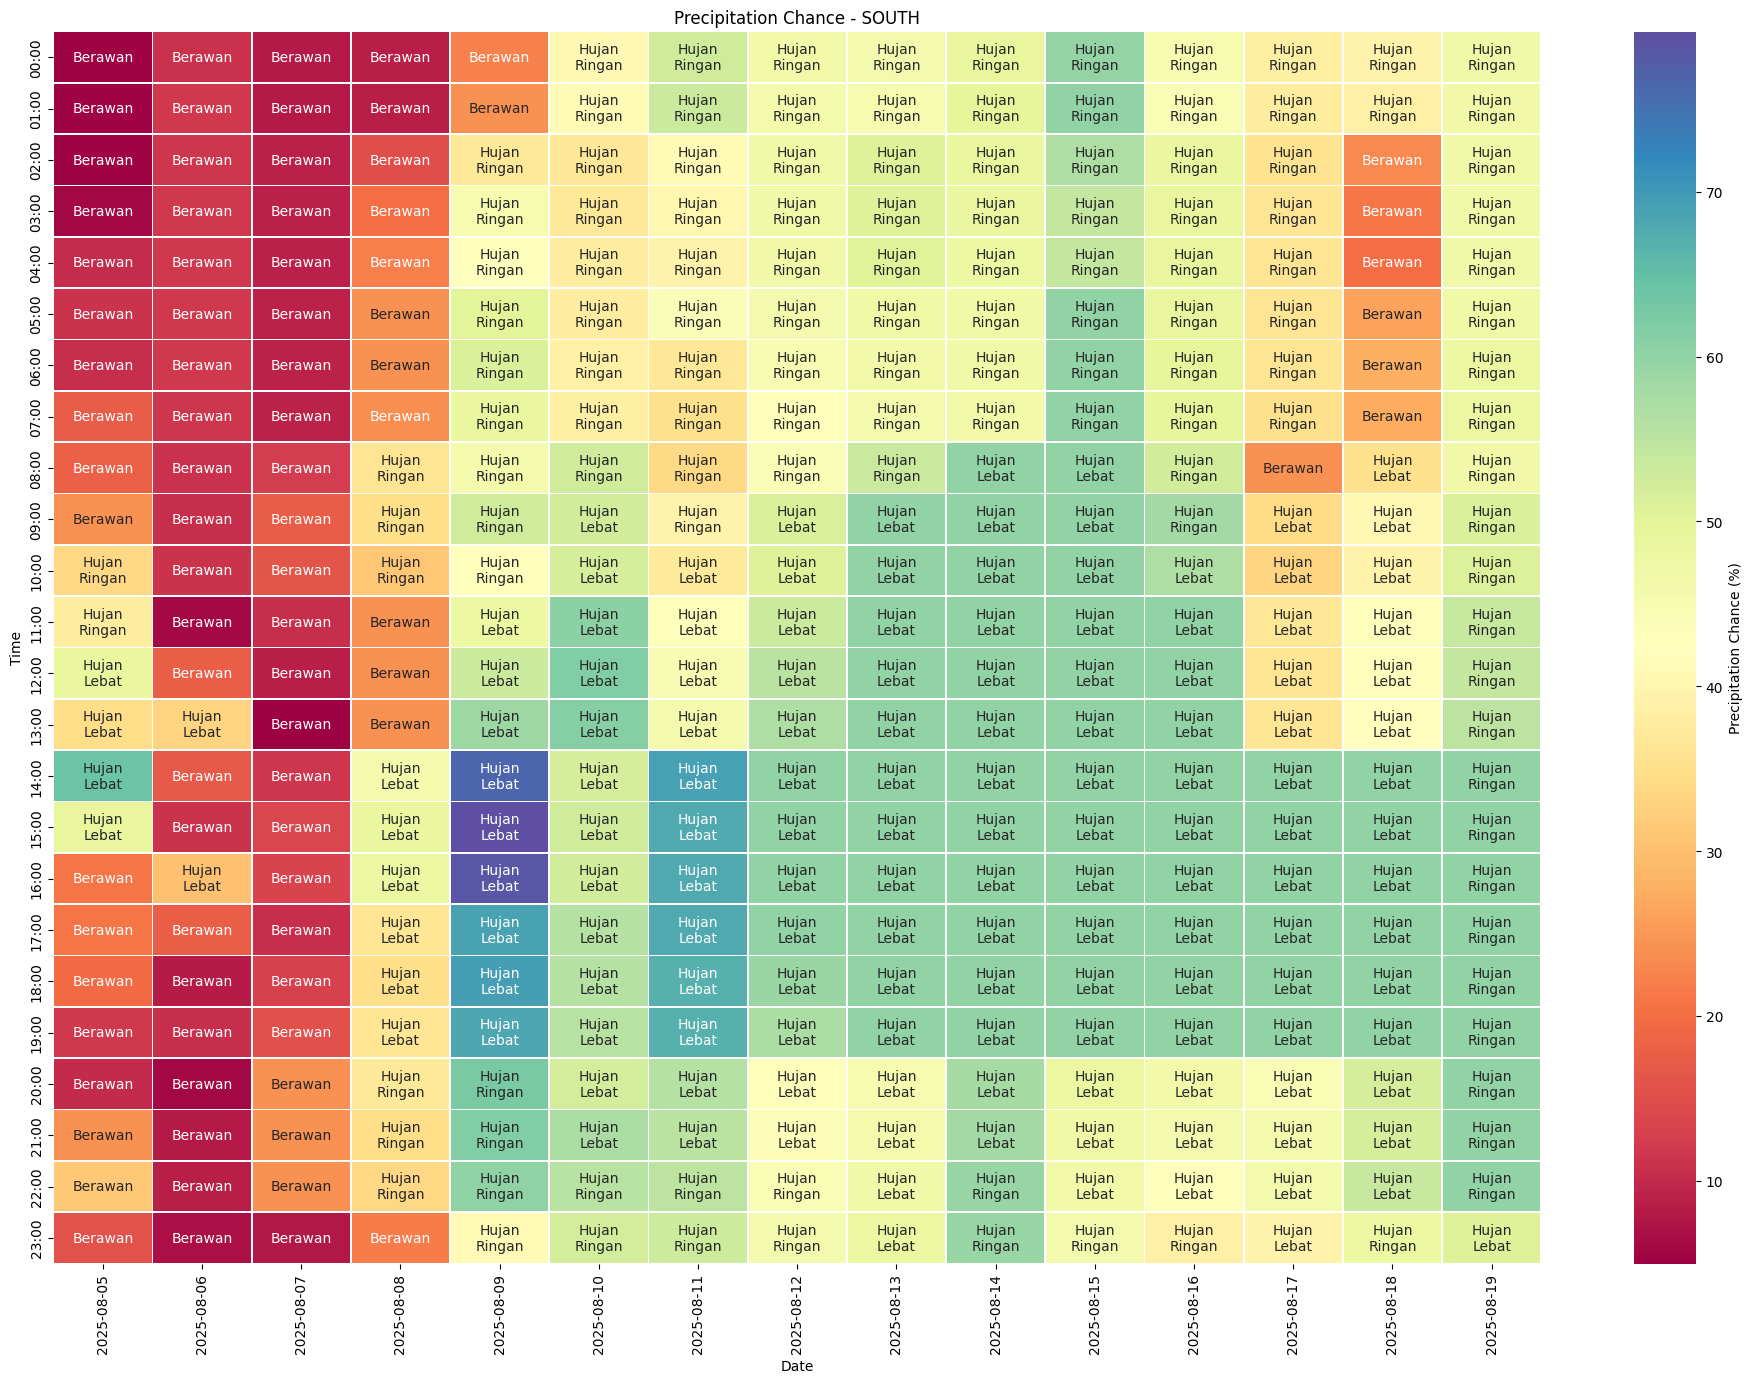 Precipitation Chance - SOUTH
00:00 Berawan Berawan Berawan Berawan Berawan Hujan Ringan Hujan Ringan Hujan Ringan Hujan Ringan Hujan Ringan Hujan Ringan Hujan Ringan Hujan Ringan Hujan Ringan Hujan Ringan
01:00 Berawan Berawan Berawan Berawan Berawan Hujan Ringan Hujan Ringan Hujan Ringan Hujan Ringan Hujan Ringan Hujan Ringan Hujan Ringan Hujan Ringan Hujan Ringan Hujan Ringan
02:00 Berawan Berawan Berawan Berawan Hujan Ringan Hujan Ringan Hujan Ringan Hujan Ringan Hujan Ringan Hujan Ringan Hujan Ringan Hujan Ringan Hujan Ringan Berawan Hujan Ringan
03:00 Berawan Berawan Berawan Berawan Hujan Ringan Hujan Ringan Hujan Ringan Hujan Ringan Hujan Ringan Hujan Ringan Hujan Ringan Hujan Ringan Hujan Ringan Berawan Hujan Ringan
04:00 Berawan Berawan Berawan Berawan Hujan Ringan Hujan Ringan Hujan Ringan Hujan Ringan Hujan Ringan Hujan Ringan Hujan Ringan Hujan Ringan Hujan Ringan Berawan Hujan Ringan
05:00 Berawan Berawan Berawan Berawan Hujan Ringan Hujan Ringan Hujan Ringan Hujan Ringan Hujan Ringan Hujan Ringan Hujan Ringan Hujan Ringan Hujan Ringan Berawan Hujan Ringan
06:00 Berawan Berawan Berawan Berawan Hujan Ringan Hujan Ringan Hujan Ringan Hujan Ringan Hujan Ringan Hujan Ringan Hujan Ringan Hujan Ringan Hujan Ringan Berawan Hujan Ringan
07:00 Berawan Berawan Berawan Berawan Hujan Ringan Hujan Ringan Hujan Ringan Hujan Ringan Hujan Ringan Hujan Ringan Hujan Ringan Hujan Ringan Hujan Ringan Berawan Hujan Ringan
08:00 Berawan Berawan Berawan Hujan Ringan Hujan Ringan Hujan Ringan Hujan Ringan Hujan Ringan Hujan Ringan Hujan Lebat Hujan Lebat Hujan Ringan Berawan Hujan Lebat Hujan Ringan
09:00 Berawan Berawan Berawan Hujan Ringan Hujan Ringan Hujan Lebat Hujan Ringan Hujan Lebat Hujan Lebat Hujan Lebat Hujan Lebat Hujan Ringan Hujan Lebat Hujan Lebat Hujan Ringan
10:00 Hujan Ringan Berawan Berawan Hujan Ringan Hujan Ringan Hujan Lebat Hujan Lebat Hujan Lebat Hujan Lebat Hujan Lebat Hujan Lebat Hujan Lebat Hujan Lebat Hujan Lebat Hujan Ringan
11:00 Hujan Ringan Berawan Berawan Berawan Hujan Lebat Hujan Lebat Hujan Lebat Hujan Lebat Hujan Lebat Hujan Lebat Hujan Lebat Hujan Lebat Hujan Lebat Hujan Lebat Hujan Ringan
12:00 Hujan Lebat Berawan Berawan Berawan Hujan Lebat Hujan Lebat Hujan Lebat Hujan Lebat Hujan Lebat Hujan Lebat Hujan Lebat Hujan Lebat Hujan Lebat Hujan Lebat Hujan Ringan
13:00 Hujan Lebat Hujan Lebat Berawan Berawan Hujan Lebat Hujan Lebat Hujan Lebat Hujan Lebat Hujan Lebat Hujan Lebat Hujan Lebat Hujan Lebat Hujan Lebat Hujan Lebat Hujan Ringan
14:00 Hujan Lebat Berawan Berawan Hujan Lebat Hujan Lebat Hujan Lebat Hujan Lebat Hujan Lebat Hujan Lebat Hujan Lebat Hujan Lebat Hujan Lebat Hujan Lebat Hujan Lebat Hujan Ringan
15:00 Hujan Lebat Berawan Berawan Hujan Lebat Hujan Lebat Hujan Lebat Hujan Lebat Hujan Lebat Hujan Lebat Hujan Lebat Hujan Lebat Hujan Lebat Hujan Lebat Hujan Lebat Hujan Ringan
16:00 Berawan Hujan Lebat Berawan Hujan Lebat Hujan Lebat Hujan Lebat Hujan Lebat Hujan Lebat Hujan Lebat Hujan Lebat Hujan Lebat Hujan Lebat Hujan Lebat Hujan Lebat Hujan Ringan
17:00 Berawan Berawan Berawan Hujan Lebat Hujan Lebat Hujan Lebat Hujan Lebat Hujan Lebat Hujan Lebat Hujan Lebat Hujan Lebat Hujan Lebat Hujan Lebat Hujan Lebat Hujan Ringan
18:00 Berawan Berawan Berawan Hujan Lebat Hujan Lebat Hujan Lebat Hujan Lebat Hujan Lebat Hujan Lebat Hujan Lebat Hujan Lebat Hujan Lebat Hujan Lebat Hujan Lebat Hujan Ringan
19:00 Berawan Berawan Berawan Hujan Lebat Hujan Lebat Hujan Lebat Hujan Lebat Hujan Lebat Hujan Lebat Hujan Lebat Hujan Lebat Hujan Lebat Hujan Lebat Hujan Lebat Hujan Ringan
20:00 Berawan Berawan Berawan Hujan Ringan Hujan Ringan Hujan Lebat Hujan Lebat Hujan Lebat Hujan Lebat Hujan Lebat Hujan Lebat Hujan Lebat Hujan Lebat Hujan Lebat Hujan Ringan
21:00 Berawan Berawan Berawan Hujan Ringan Hujan Ringan Hujan Lebat Hujan Lebat Hujan Lebat Hujan Lebat Hujan Lebat Hujan Lebat Hujan Lebat Hujan Lebat Hujan Lebat Hujan Ringan
22:00 Berawan Berawan Berawan Hujan Ringan Hujan Ringan Hujan Ringan Hujan Ringan Hujan Ringan Hujan Lebat Hujan Ringan Hujan Lebat Hujan Lebat Hujan Lebat Hujan Lebat Hujan Ringan
23:00 Berawan Berawan Berawan Berawan Hujan Ringan Hujan Ringan Hujan Ringan Hujan Ringan Hujan Lebat Hujan Ringan Hujan Ringan Hujan Ringan Hujan Lebat Hujan Ringan Hujan Lebat
Time
2025-08-05 2025-08-06 2025-08-07 2025-08-08 2025-08-09 2025-08-10 2025-08-11 2025-08-12 2025-08-13 2025-08-14 2025-08-15 2025-08-16 2025-08-17 2025-08-18 2025-08-19
Date
70
60
50
40
30
20
10
Precipitation Chance (%)